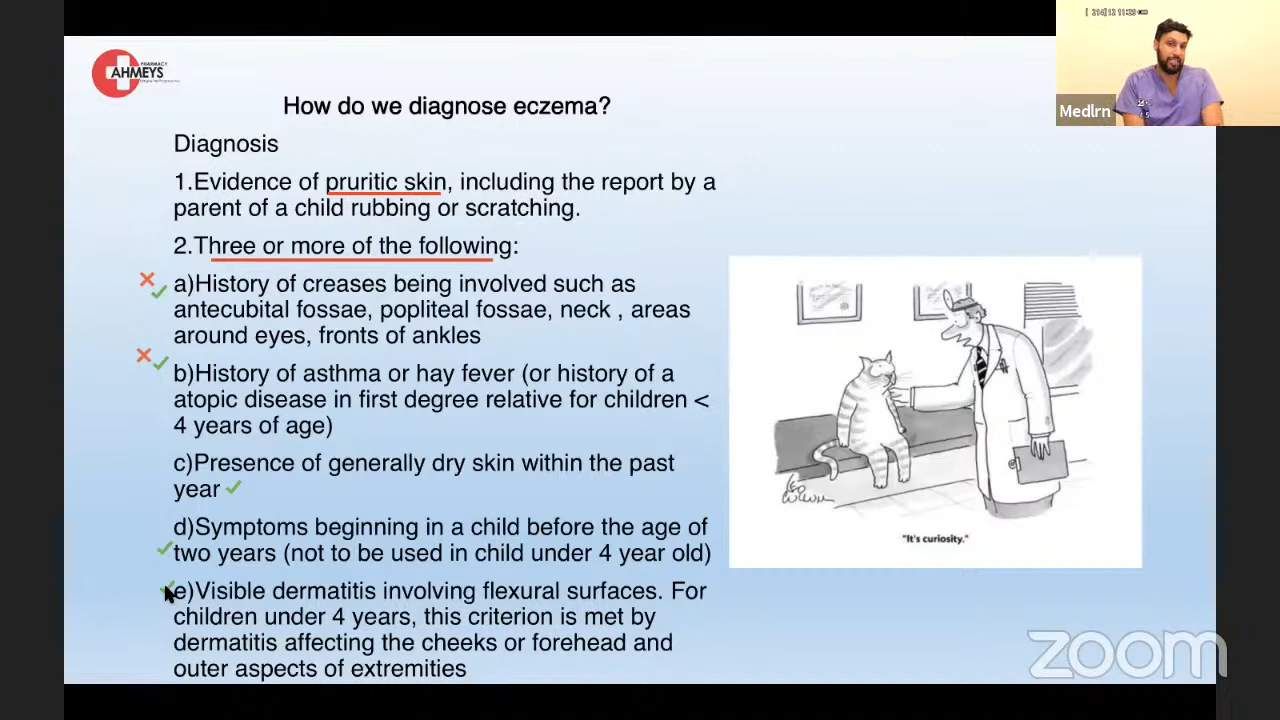 PHARMACY
AHMEYS
How do we diagnose eczema?
Diagnosis
1.Evidence of pruritic skin, including the report by a
parent of a child rubbing or scratching.
2.Three or more of the following:
a)History of creases being involved such as
antecubital fossae, popliteal fossae, neck , areas
around eyes, fronts of ankles
b)History of asthma or hay fever (or history of a
atopic disease in first degree relative for children <
4 years of age)
c)Presence of generally dry skin within the past
year
d)Symptoms beginning in a child before the age of
two years (not to be used in child under 4 year old)
e)Visible dermatitis involving flexural surfaces. For
children under 4 years, this criterion is met by
dermatitis affecting the cheeks or forehead and
outer aspects of extremities
"It's curiosity."
Medlrn
zoom